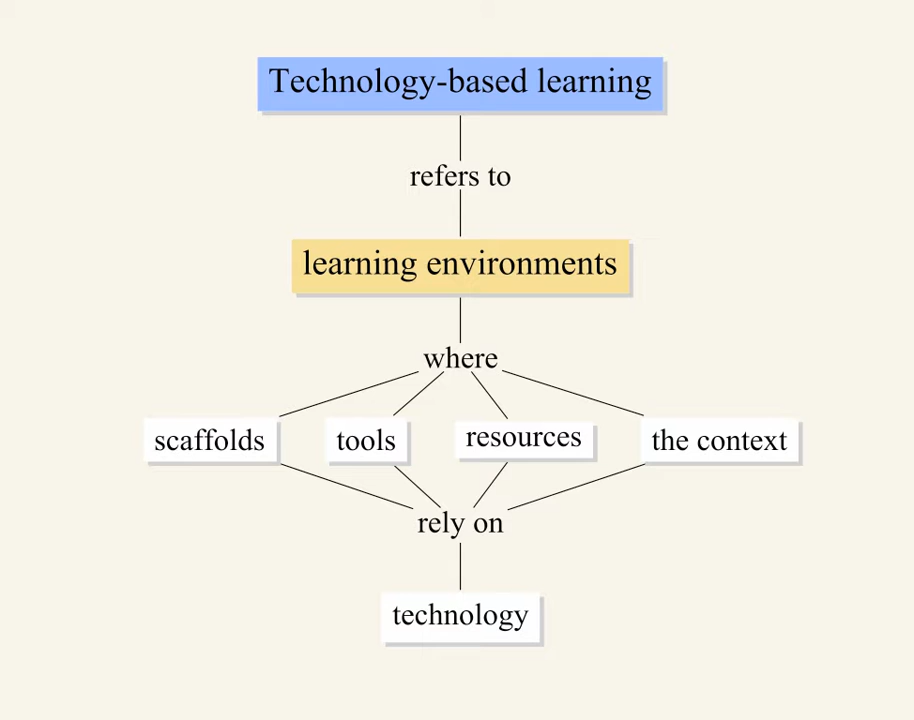 Technology-based learning
refers to
learning environments
where
scaffolds
tools
resources
the context
rely on
technology